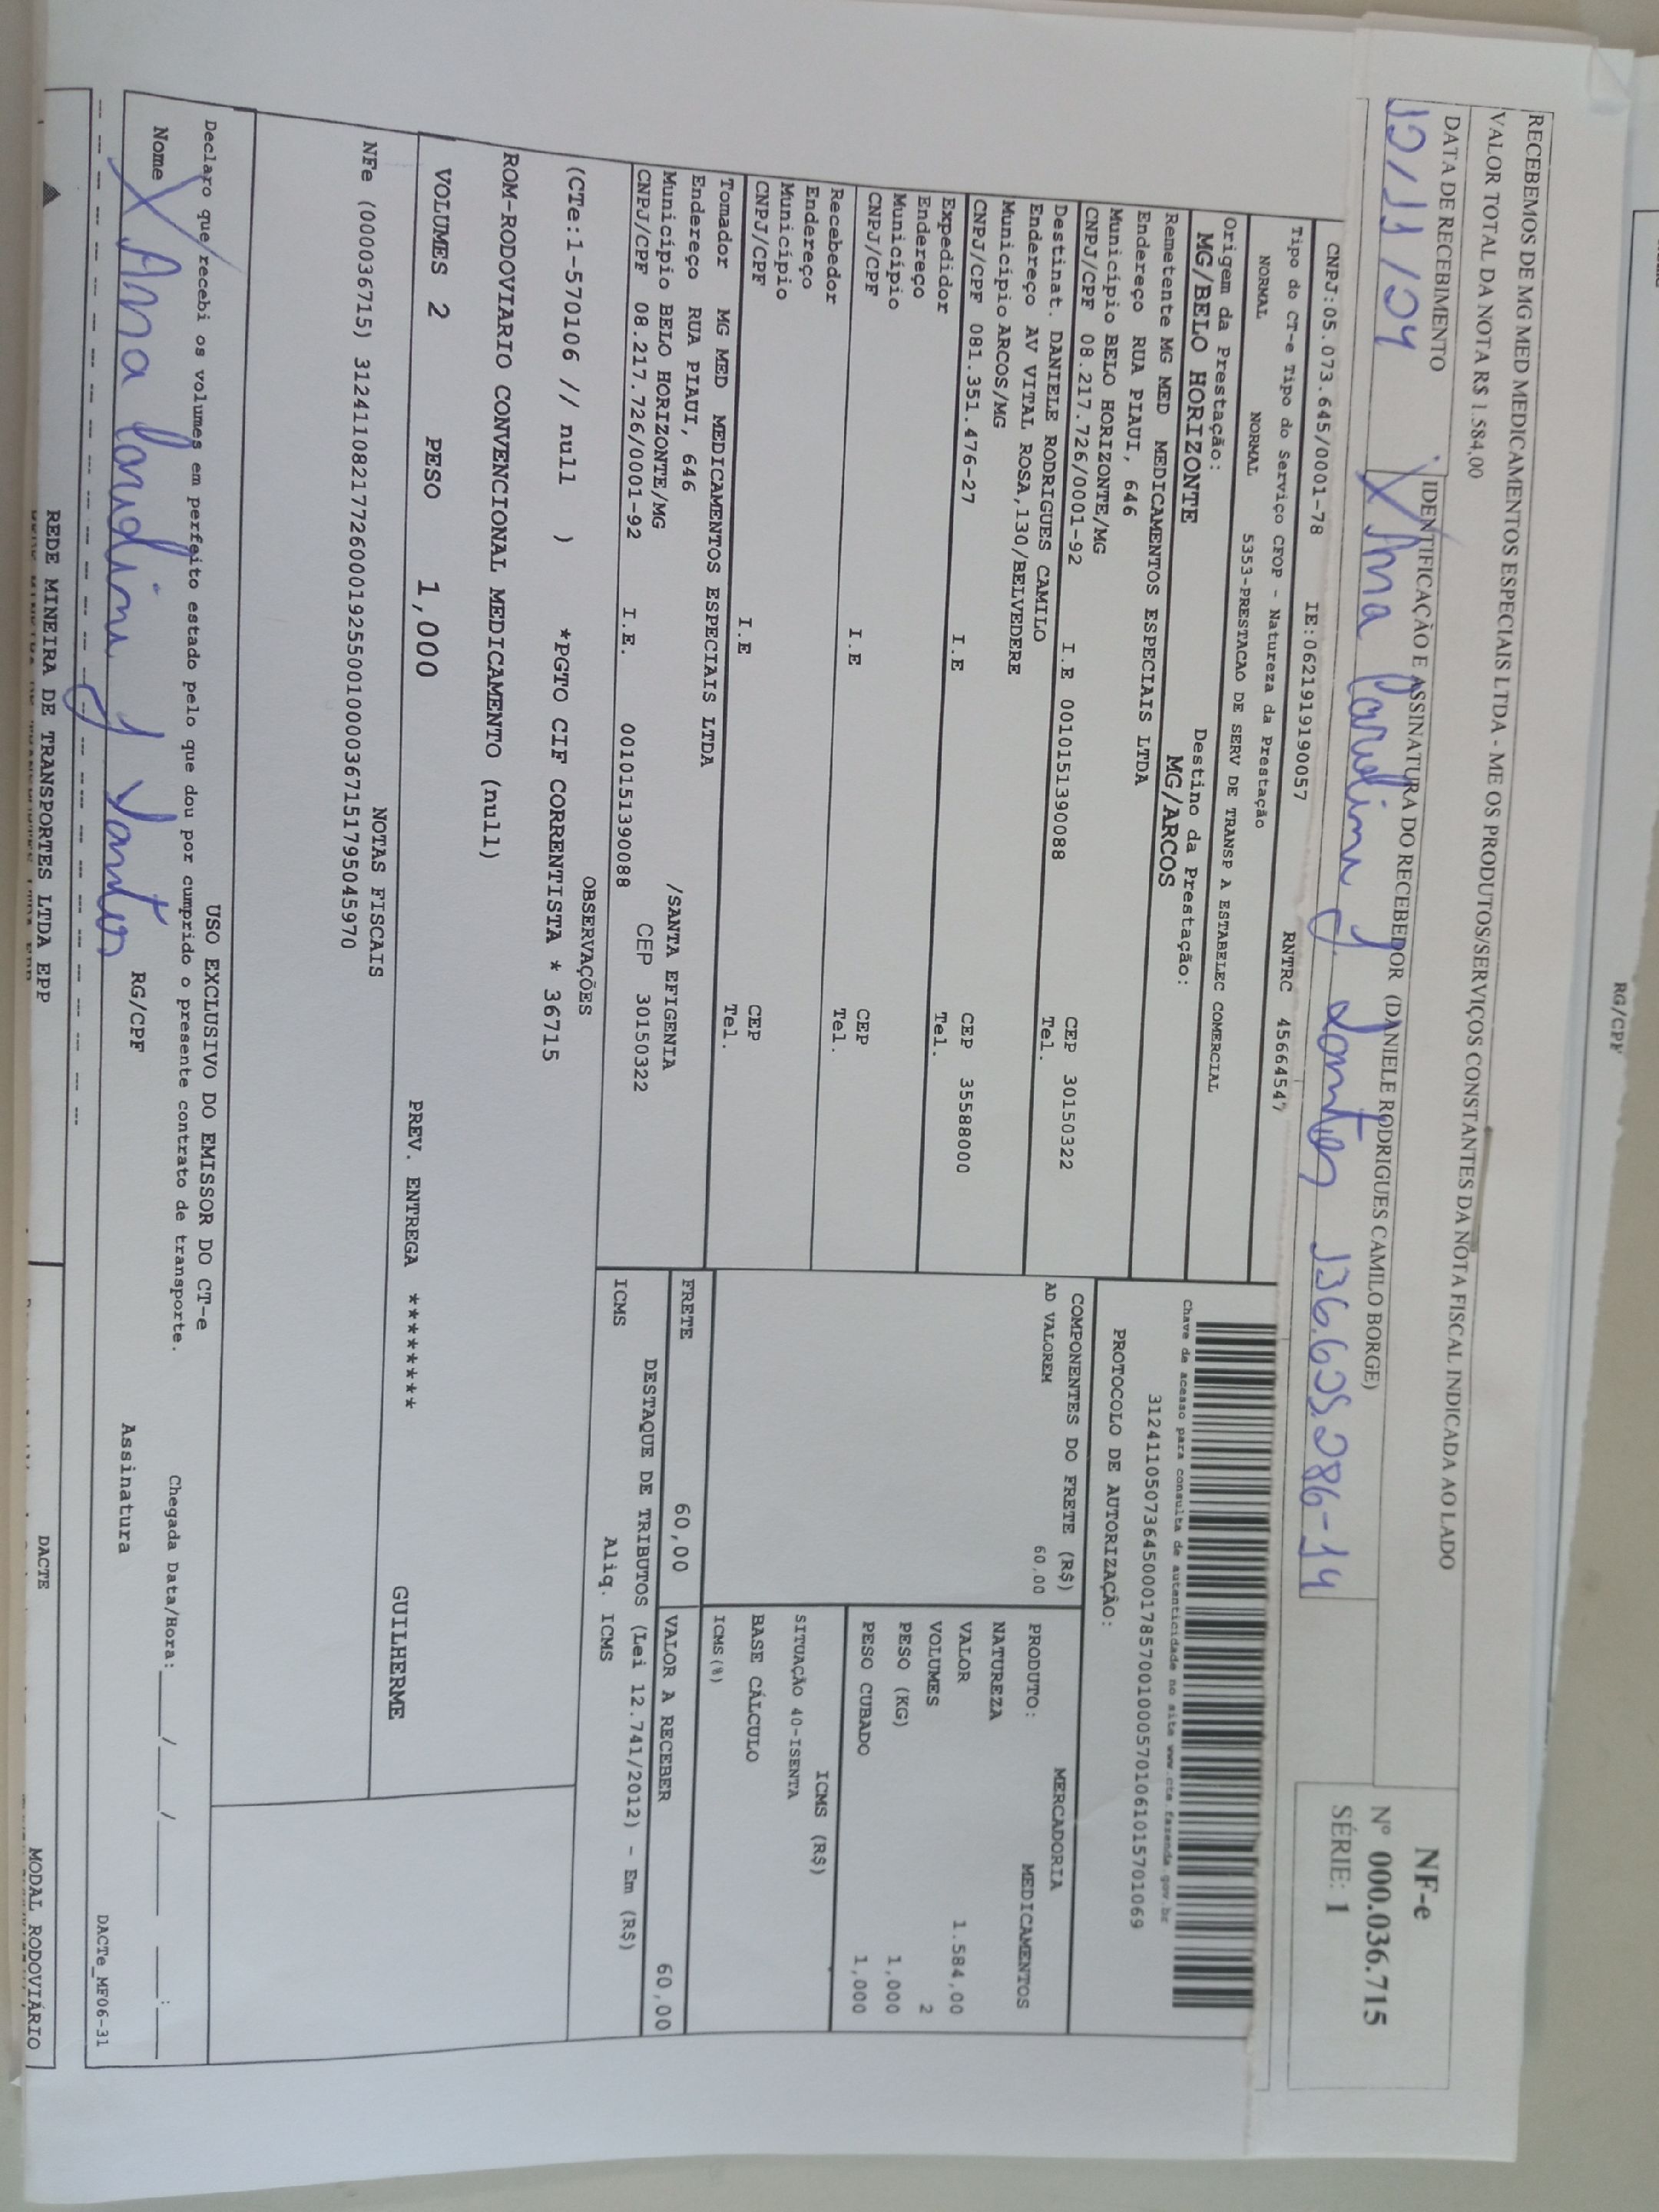 RG/CPF
RECEBEMOS DE MG MED MEDICAMENTOS ESPECIAIS LTDA - ME OS PRODUTOS/SERVIÇOS CONSTANTES DA NOTA FISCAL INDICADA AO LADO
VALOR TOTAL DA NOTA R$ 1.584,00
DATA DE RECEBIMENTO
IDENTIFICAÇÃO E ASSINATURA DO RECEBEDOR (DANIELE RODRIGUES CAMILO BORGE)
12/11/24 X Ana J Santos 136.625.286-14
NF-e
Nº 000.036.715
SÉRIE: 1
CNPJ:05.073.645/0001-78 IE:0621919190057 RNTRC 45664547
Tipo do CT-e Tipo do Serviço CFOP - Natureza da Prestação
NORMAL NORMAL 5353-PRESTACAO DE SERV DE TRANSP A ESTABELEC COMERCIAL
Origem da Prestação: Destino da Prestação:
MG/BELO HORIZONTE MG/ARCOS
Remetente MG MED MEDICAMENTOS ESPECIAIS LTDA
Endereço RUA PIAUI, 646
Município BELO HORIZONTE/MG CEP 30150322
CNPJ/CPF 08.217.726/0001-92 I.E 0010151390088 Tel.
Destinat. DANIELE RODRIGUES CAMILO
Endereço AV VITAL ROSA,130/BELVEDERE
Município ARCOS/MG CEP 35588000
CNPJ/CPF 081.351.476-27 I.E Tel.
Expedidor
Endereço
Município CEP
CNPJ/CPF I.E Tel.
Recebedor
Endereço
Município CEP
CNPJ/CPF I.E Tel.
Tomador MG MED MEDICAMENTOS ESPECIAIS LTDA
Endereço RUA PIAUI, 646 /SANTA EFIGENIA
Município BELO HORIZONTE/MG CEP 30150322
CNPJ/CPF 08.217.726/0001-92 I.E. 0010151390088
Chave de acesso para consulta de autenticidade no site www.cte.fazenda.gov.br
31241105073645000178570010005701061015701069
PROTOCOLO DE AUTORIZAÇÃO:
COMPONENTES DO FRETE (R$)
AD VALOREM 60,00
MERCADORIA
PRODUTO: MEDICAMENTOS
NATUREZA
VALOR 1.584,00
VOLUMES 2
PESO (KG) 1,000
PESO CUBADO 1,000
ICMS (R$)
SITUAÇÃO 40-ISENTA
BASE CÁLCULO
ICMS(%)
FRETE 60,00 VALOR A RECEBER 60,00
DESTAQUE DE TRIBUTOS (Lei 12.741/2012) - Em (R$)
ICMS Aliq. ICMS
OBSERVAÇÕES
(CTe:1-570106 // null ) *PGTO CIF CORRENTISTA * 36715
ROM-RODOVIARIO CONVENCIONAL MEDICAMENTO (null)
VOLUMES 2 PESO 1,000 PREV. ENTREGA ******** GUILHERME
NOTAS FISCAIS
NFe (000036715) 31241108217726000192550010000367151795045970
USO EXCLUSIVO DO EMISSOR DO CT-e
Declaro que recebi os volumes em perfeito estado pelo que dou por cumprido o presente contrato de transporte.
Chegada Data/Hora:____/____/______ ___:___
Nome X Ana J Santos RG/CPF Assinatura
DACTe_MF06-31
REDE MINEIRA DE TRANSPORTES LTDA EPP DACTE MODAL RODOVIÁRIO